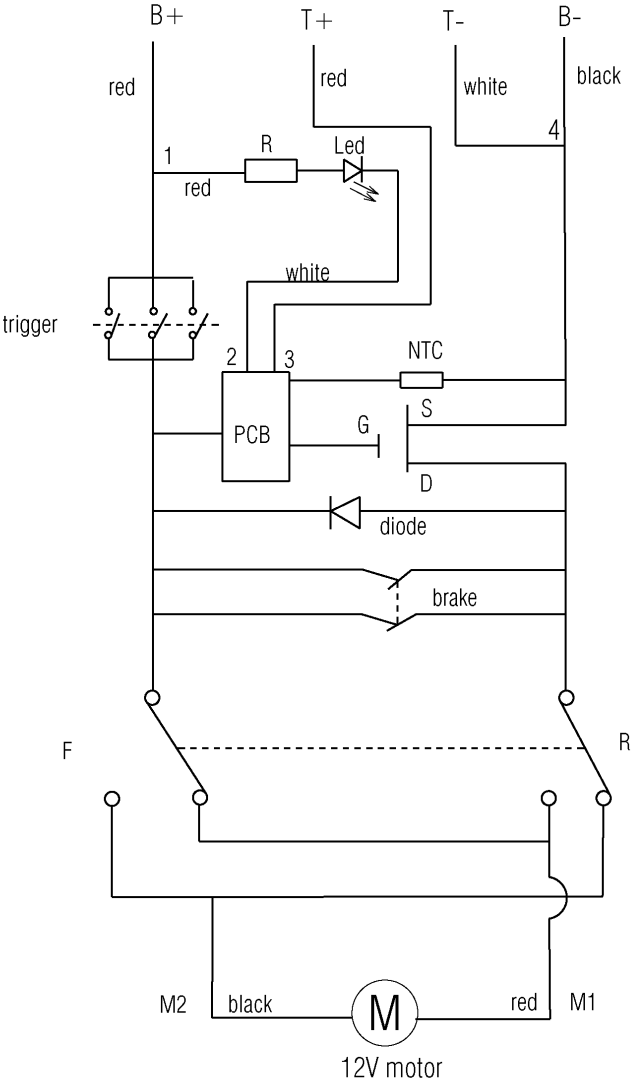 B+
T+
T-
B-
red
red
white
black
4
1
R
Led
red
white
trigger
2
3
NTC
S
G
PCB
D
diode
brake
F
R
M2
black
M
red
M1
12V motor